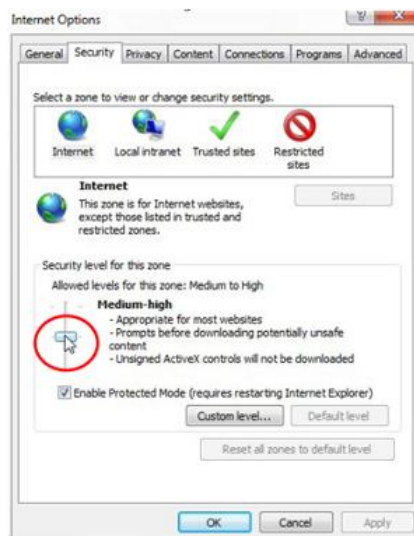 Internet Options
General Security Privacy Content Connections Programs Advanced
Select a zone to view or change security settings.
Internet Local intranet Trusted sites Restricted
sites
Internet
Sites
This zone is for Internet websites,
except those listed in trusted and
restricted zones.
Security level for this zone
Allowed levels for this zone: Medium to High
Medium-high
- Appropriate for most websites
- Prompts before downloading potentially unsafe
content
- Unsigned ActiveX controls will not be downloaded
Enable Protected Mode (requires restarting Internet Explorer)
Custom level... Default level
Reset all zones to default level
OK Cancel Apply